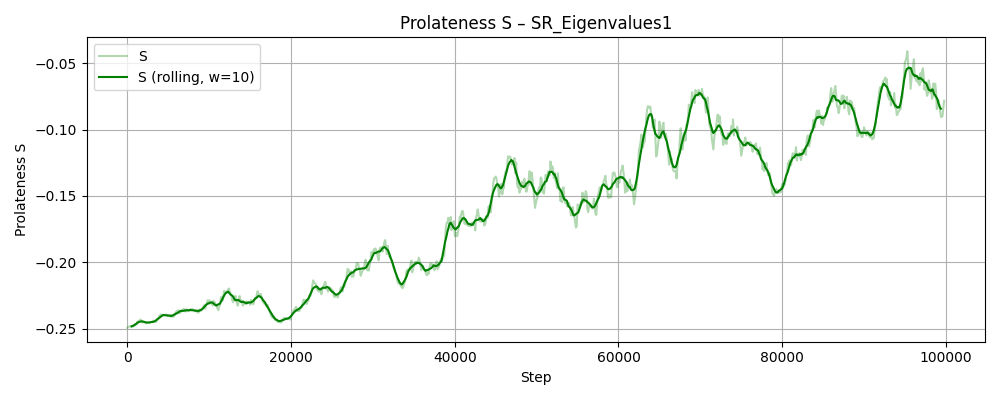 Prolateness S – SR_Eigenvalues1
S
S (rolling, w=10)
Prolateness S
−0.05
−0.10
−0.15
−0.20
−0.25
0
20000
40000
60000
80000
100000
Step